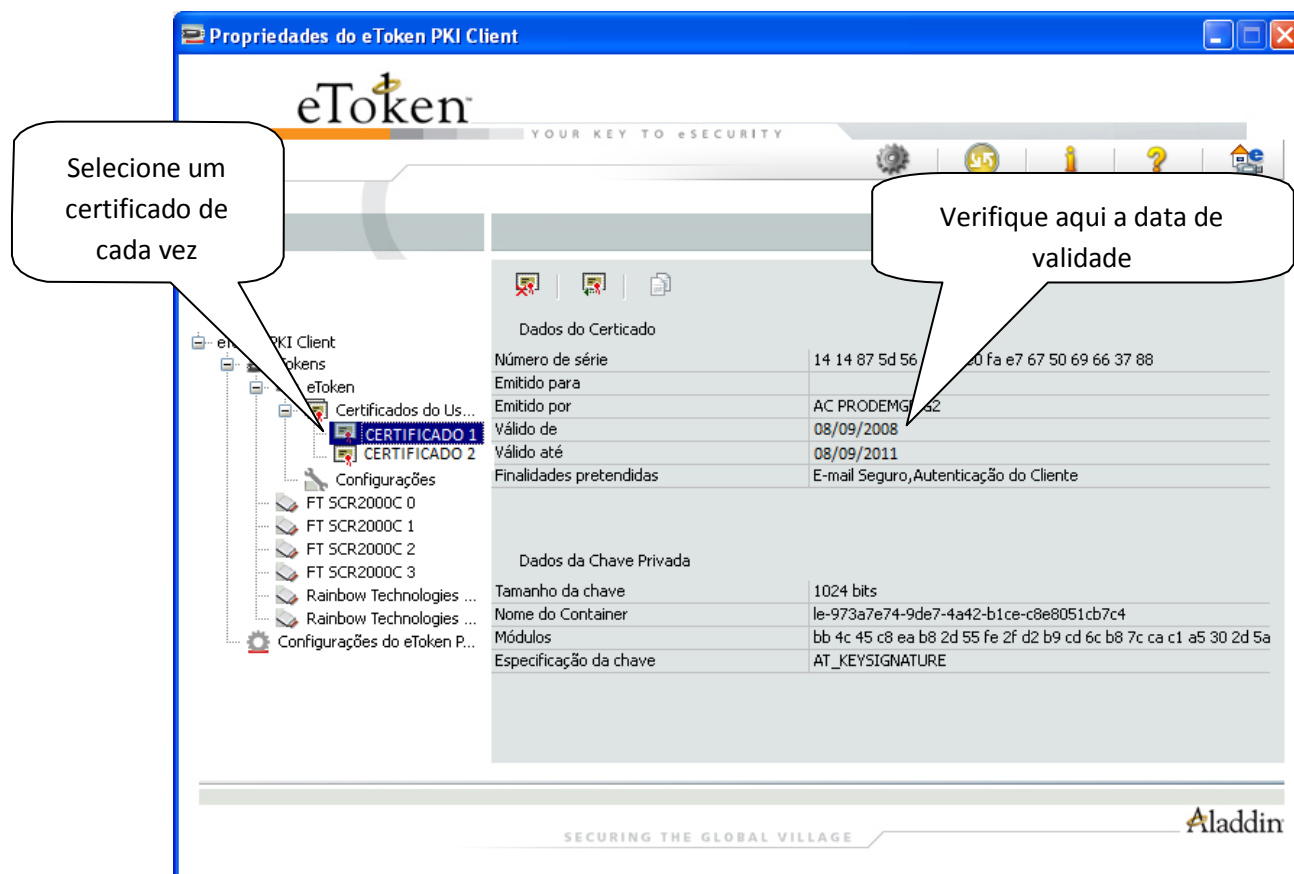 Propriedades do eToken PKI Client
eToken
YOUR KEY TO eSECURITY
Selecione um
certificado de
cada vez
Verifique aqui a data de
validade
PKI Client
eToken
Certificados do Us...
CERTIFICADO 1
CERTIFICADO 2
Configurações
FT SCR2000C 0
FT SCR2000C 1
FT SCR2000C 2
FT SCR2000C 3
Rainbow Technologies ...
Rainbow Technologies ...
Configurações do eToken P...
Dados do Certicado
Número de série 14 14 87 5d 56 fa e7 67 50 69 66 37 88
Emitido para
Emitido por AC PRODEMGE G2
Válido de 08/09/2008
Válido até 08/09/2011
Finalidades pretendidas E-mail Seguro,Autenticação do Cliente
Dados da Chave Privada
Tamanho da chave 1024 bits
Nome do Container le-973a7e74-9de7-4a42-b1ce-c8e8051cb7c4
Módulos bb 4c 45 c8 ea b8 2d 55 fe 2f d2 b9 cd 6c b8 7c ca c1 a5 30 2d 5a
Especificação da chave AT_KEYSIGNATURE
Aladdin
SECURING THE GLOBAL VILLAGE